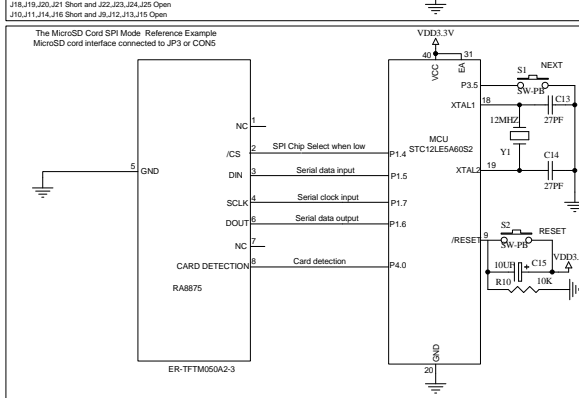 J18,J19,J20,J21 Short and J22,J23,J24,J25 Open
J10,J11,J14,J16 Short and J9,J12,J13,J15 Open
The MicroSD Cord SPI Mode Reference Example
MicroSD cord interface connected to JP3 or CON5
VDD3.3V
40
31
VCC
EA
P3.5
S1
NEXT
SW-PB
XTAL1
18
C13
27PF
12MHZ
Y1
MCU
STC12LE5A60S2
XTAL2
19
C14
27PF
NC
1
/CS
2
SPI Chip Select when low
P1.4
5
GND
DIN
3
Serial data input
P1.5
SCLK
4
Serial clock input
P1.7
DOUT
6
Serial data output
P1.6
NC
7
CARD DETECTION
8
Card detection
P4.0
RA8875
/RESET
9
S2
RESET
SW-PB
10UF
C15
VDD3.
R10
10K
GND
20
ER-TFTM050A2-3